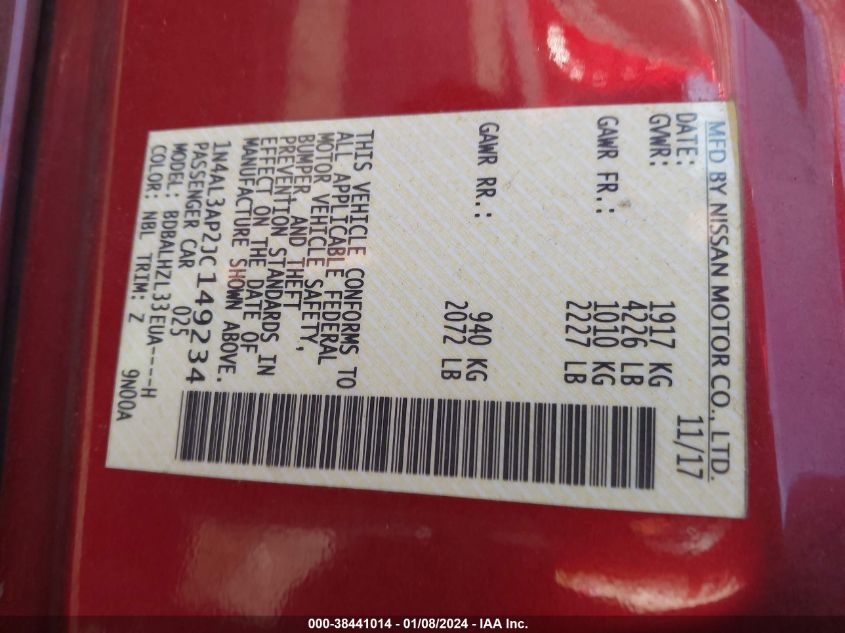 MFD BY NISSAN MOTOR CO., LTD.
DATE: 11/17
GVWR: 1917 KG
4226 LB
GAWR FR.: 1010 KG
2227 LB
GAWR RR.: 940 KG
2072 LB
THIS VEHICLE CONFORMS TO
ALL APPLICABLE FEDERAL
MOTOR VEHICLE SAFETY,
BUMPER, AND THEFT
PREVENTION STANDARDS IN
EFFECT ON THE DATE OF
MANUFACTURE SHOWN ABOVE.
1N4AL3AP2JC149234
PASSENGER CAR 025
MODEL: BDBALHZL33EUA----H
COLOR: NBL TRIM: Z 9N00A
000-38441014 - 01/08/2024 - IAA Inc.